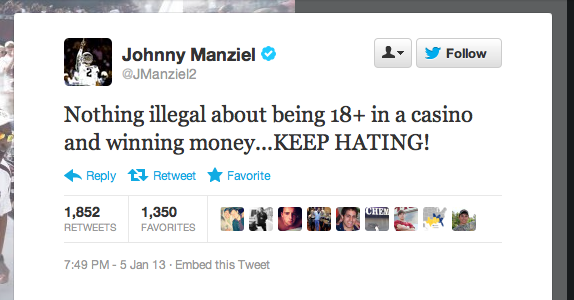 Johnny Manziel
@JManziel2
Follow
Nothing illegal about being 18+ in a casino
and winning money...KEEP HATING!
Reply Retweet Favorite
1,852 1,350
RETWEETS FAVORITES
CHEM
7:49 PM - 5 Jan 13 · Embed this Tweet